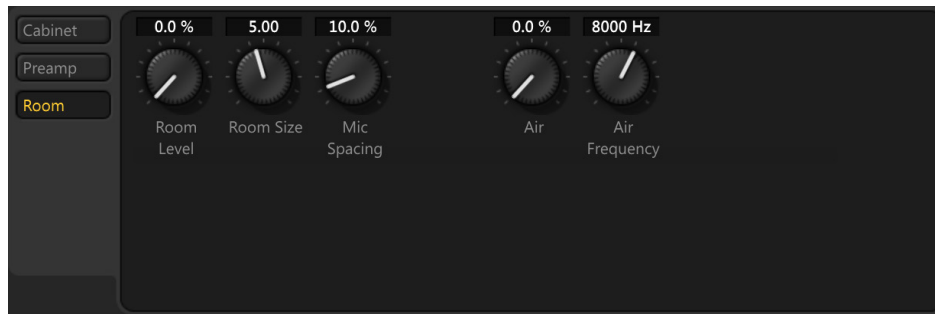 Cabinet
Preamp
Room
0.0 % 5.00 10.0 % 0.0 % 8000 Hz
Room Room Size Mic Air Air
Level Spacing Frequency